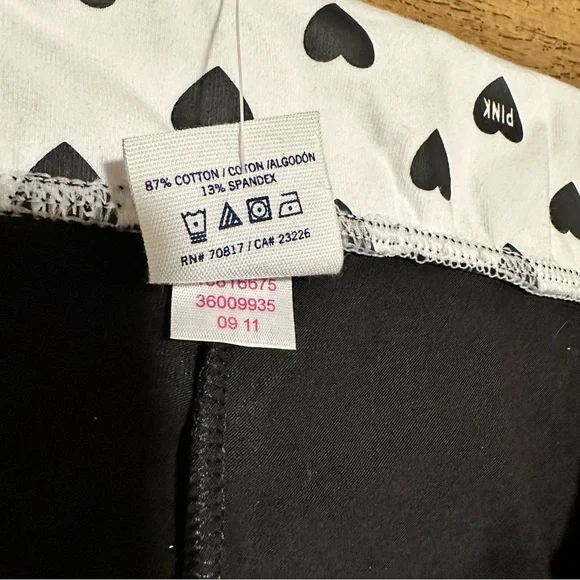 PINK
87% COTTON / COTON /ALGODÓN
13% SPANDEX
RN# 70817 / CA# 23226
36009935
09 11